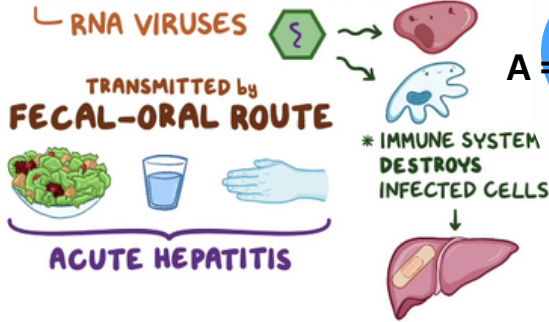 RNA VIRUSES
TRANSMITTED by
FECAL-ORAL ROUTE
A =
* IMMUNE SYSTEM
DESTROYS
INFECTED CELLS
ACUTE HEPATITIS